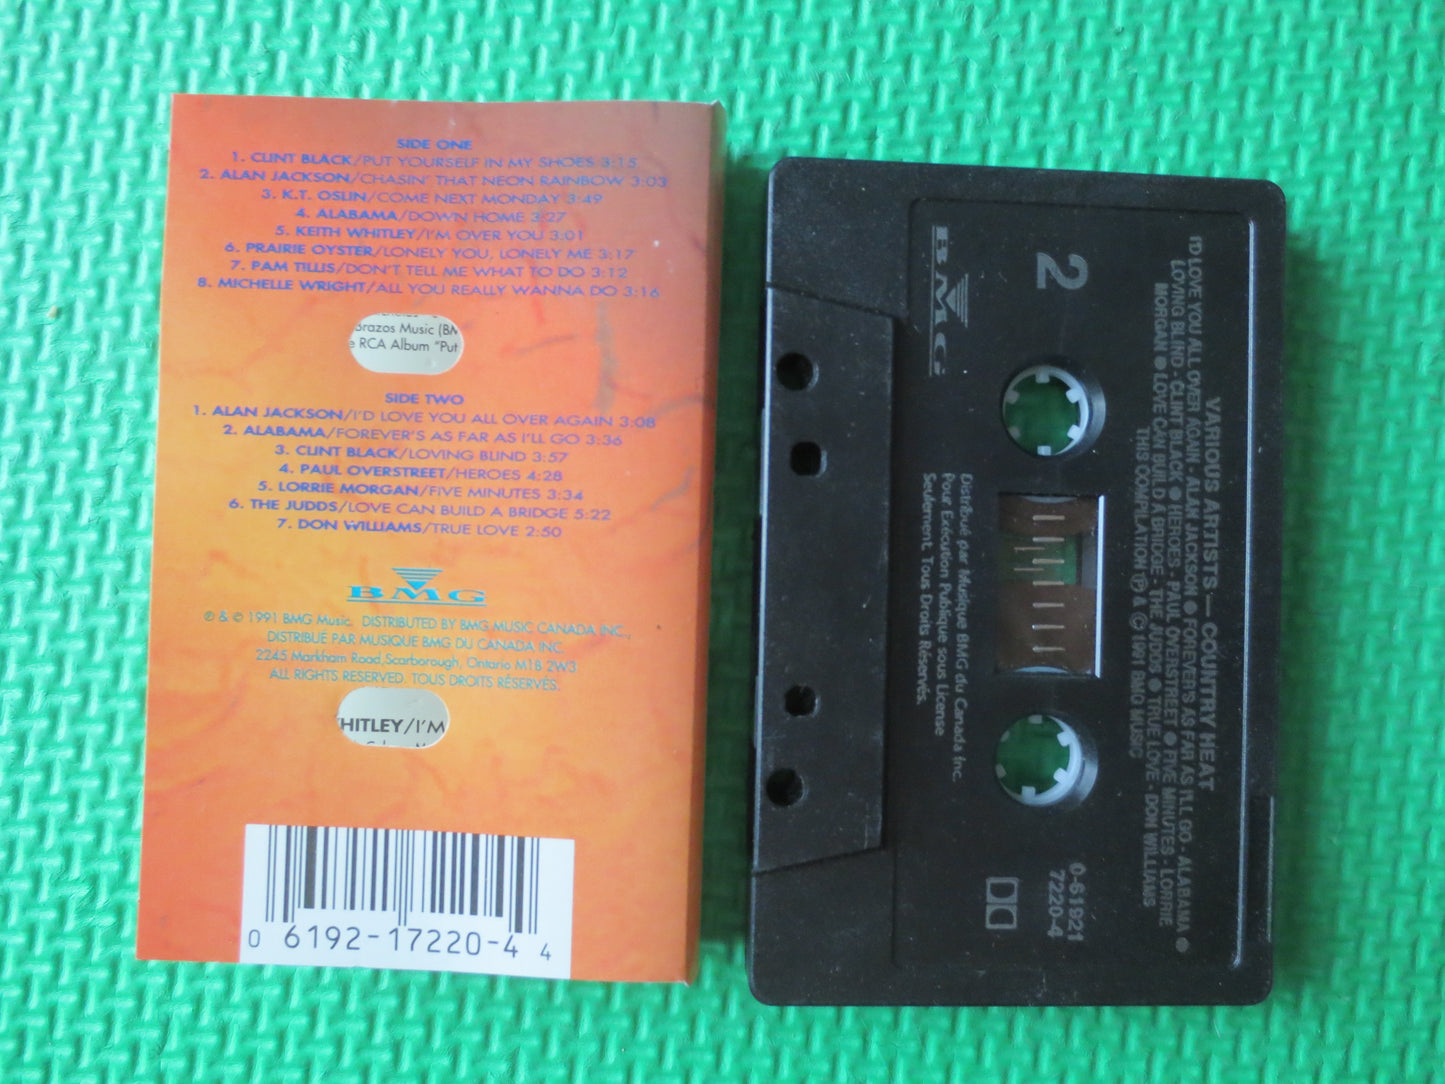 SIDE ONE
1. CLINT BLACK/PUT YOURSELF IN MY SHOES 3:15
2. ALAN JACKSON/CHASIN' THAT NEON RAINBOW 3:03
3. K.T. OSLIN/COME NEXT MONDAY 3:49
4. ALABAMA/DOWN HOME 3:27
5. KEITH WHITLEY/I'M OVER YOU 3:01
6. PRAIRIE OYSTER/LONELY YOU, LONELY ME 3:17
7. PAM TILLIS/DON'T TELL ME WHAT TO DO 3:12
8. MICHELLE WRIGHT/ALL YOU REALLY WANNA DO 3:16
Brazos Music (BM
e RCA Album "Put
SIDE TWO
1. ALAN JACKSON/I'D LOVE YOU ALL OVER AGAIN 3:08
2. ALABAMA/FOREVER'S AS FAR AS I'LL GO 3:36
3. CLINT BLACK/LOVING BLIND 3:57
4. PAUL OVERSTREET/HEROES 4:28
5. LORRIE MORGAN/FIVE MINUTES 3:34
6. THE JUDDS/LOVE CAN BUILD A BRIDGE 5:22
7. DON WILLIAMS/TRUE LOVE 2:50
BMG
℗ & © 1991 BMG Music. DISTRIBUTED BY BMG MUSIC CANADA INC.,
DISTRIBUÉ PAR MUSIQUE BMG DU CANADA INC.
2245 Markham Road, Scarborough, Ontario M1B 2W3
ALL RIGHTS RESERVED. TOUS DROITS RÉSERVÉS.
WHITLEY/I'M
0 6192-17220-4 4
2
BMG
VARIOUS ARTISTS — COUNTRY HEAT
I'D LOVE YOU ALL OVER AGAIN - ALAN JACKSON ● FOREVER'S AS FAR AS I'LL GO - ALABAMA ●
LOVING BLIND - CLINT BLACK ● HEROES - PAUL OVERSTREET ● FIVE MINUTES - LORRIE
MORGAN ● LOVE CAN BUILD A BRIDGE - THE JUDDS ● TRUE LOVE - DON WILLIAMS
THIS COMPILATION ℗ & © 1991 BMG MUSIC
Distribué par Musique BMG du Canada Inc.
Pour Exécution Publique sous License
Seulement. Tous Droits Réservés.
0-61921
7220-4